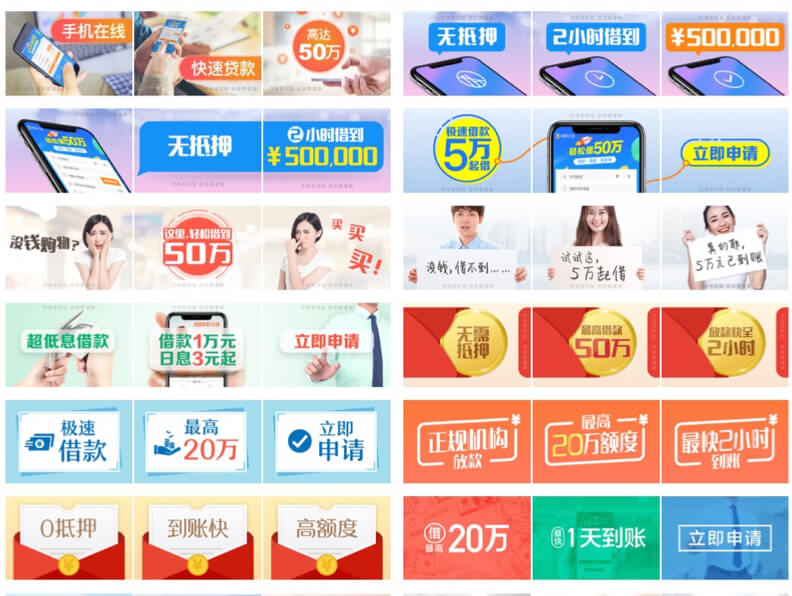 手机在线
快速贷款
高达
50万
无抵押
2小时借到
¥500,000
轻松借50万
无抵押
2小时借到
¥500,000
极速借款
5万
起借
轻松借50万
立即申请
没钱购物?
这里,轻松借到
50万
买
买
买!
没钱,借不到……
试试这,
5万起借
真的耶,
5万元已到账
超低息借款
借款1万元
日息3元起
立即申请
无需
抵押
最高借款
50万
放款快至
2小时
极速
借款
最高
20万
立即
申请
正规机构
放款
最高
20万额度
最快2小时
到账
0抵押
到账快
高额度
借
最高
20万
最快
1天到账
立即申请